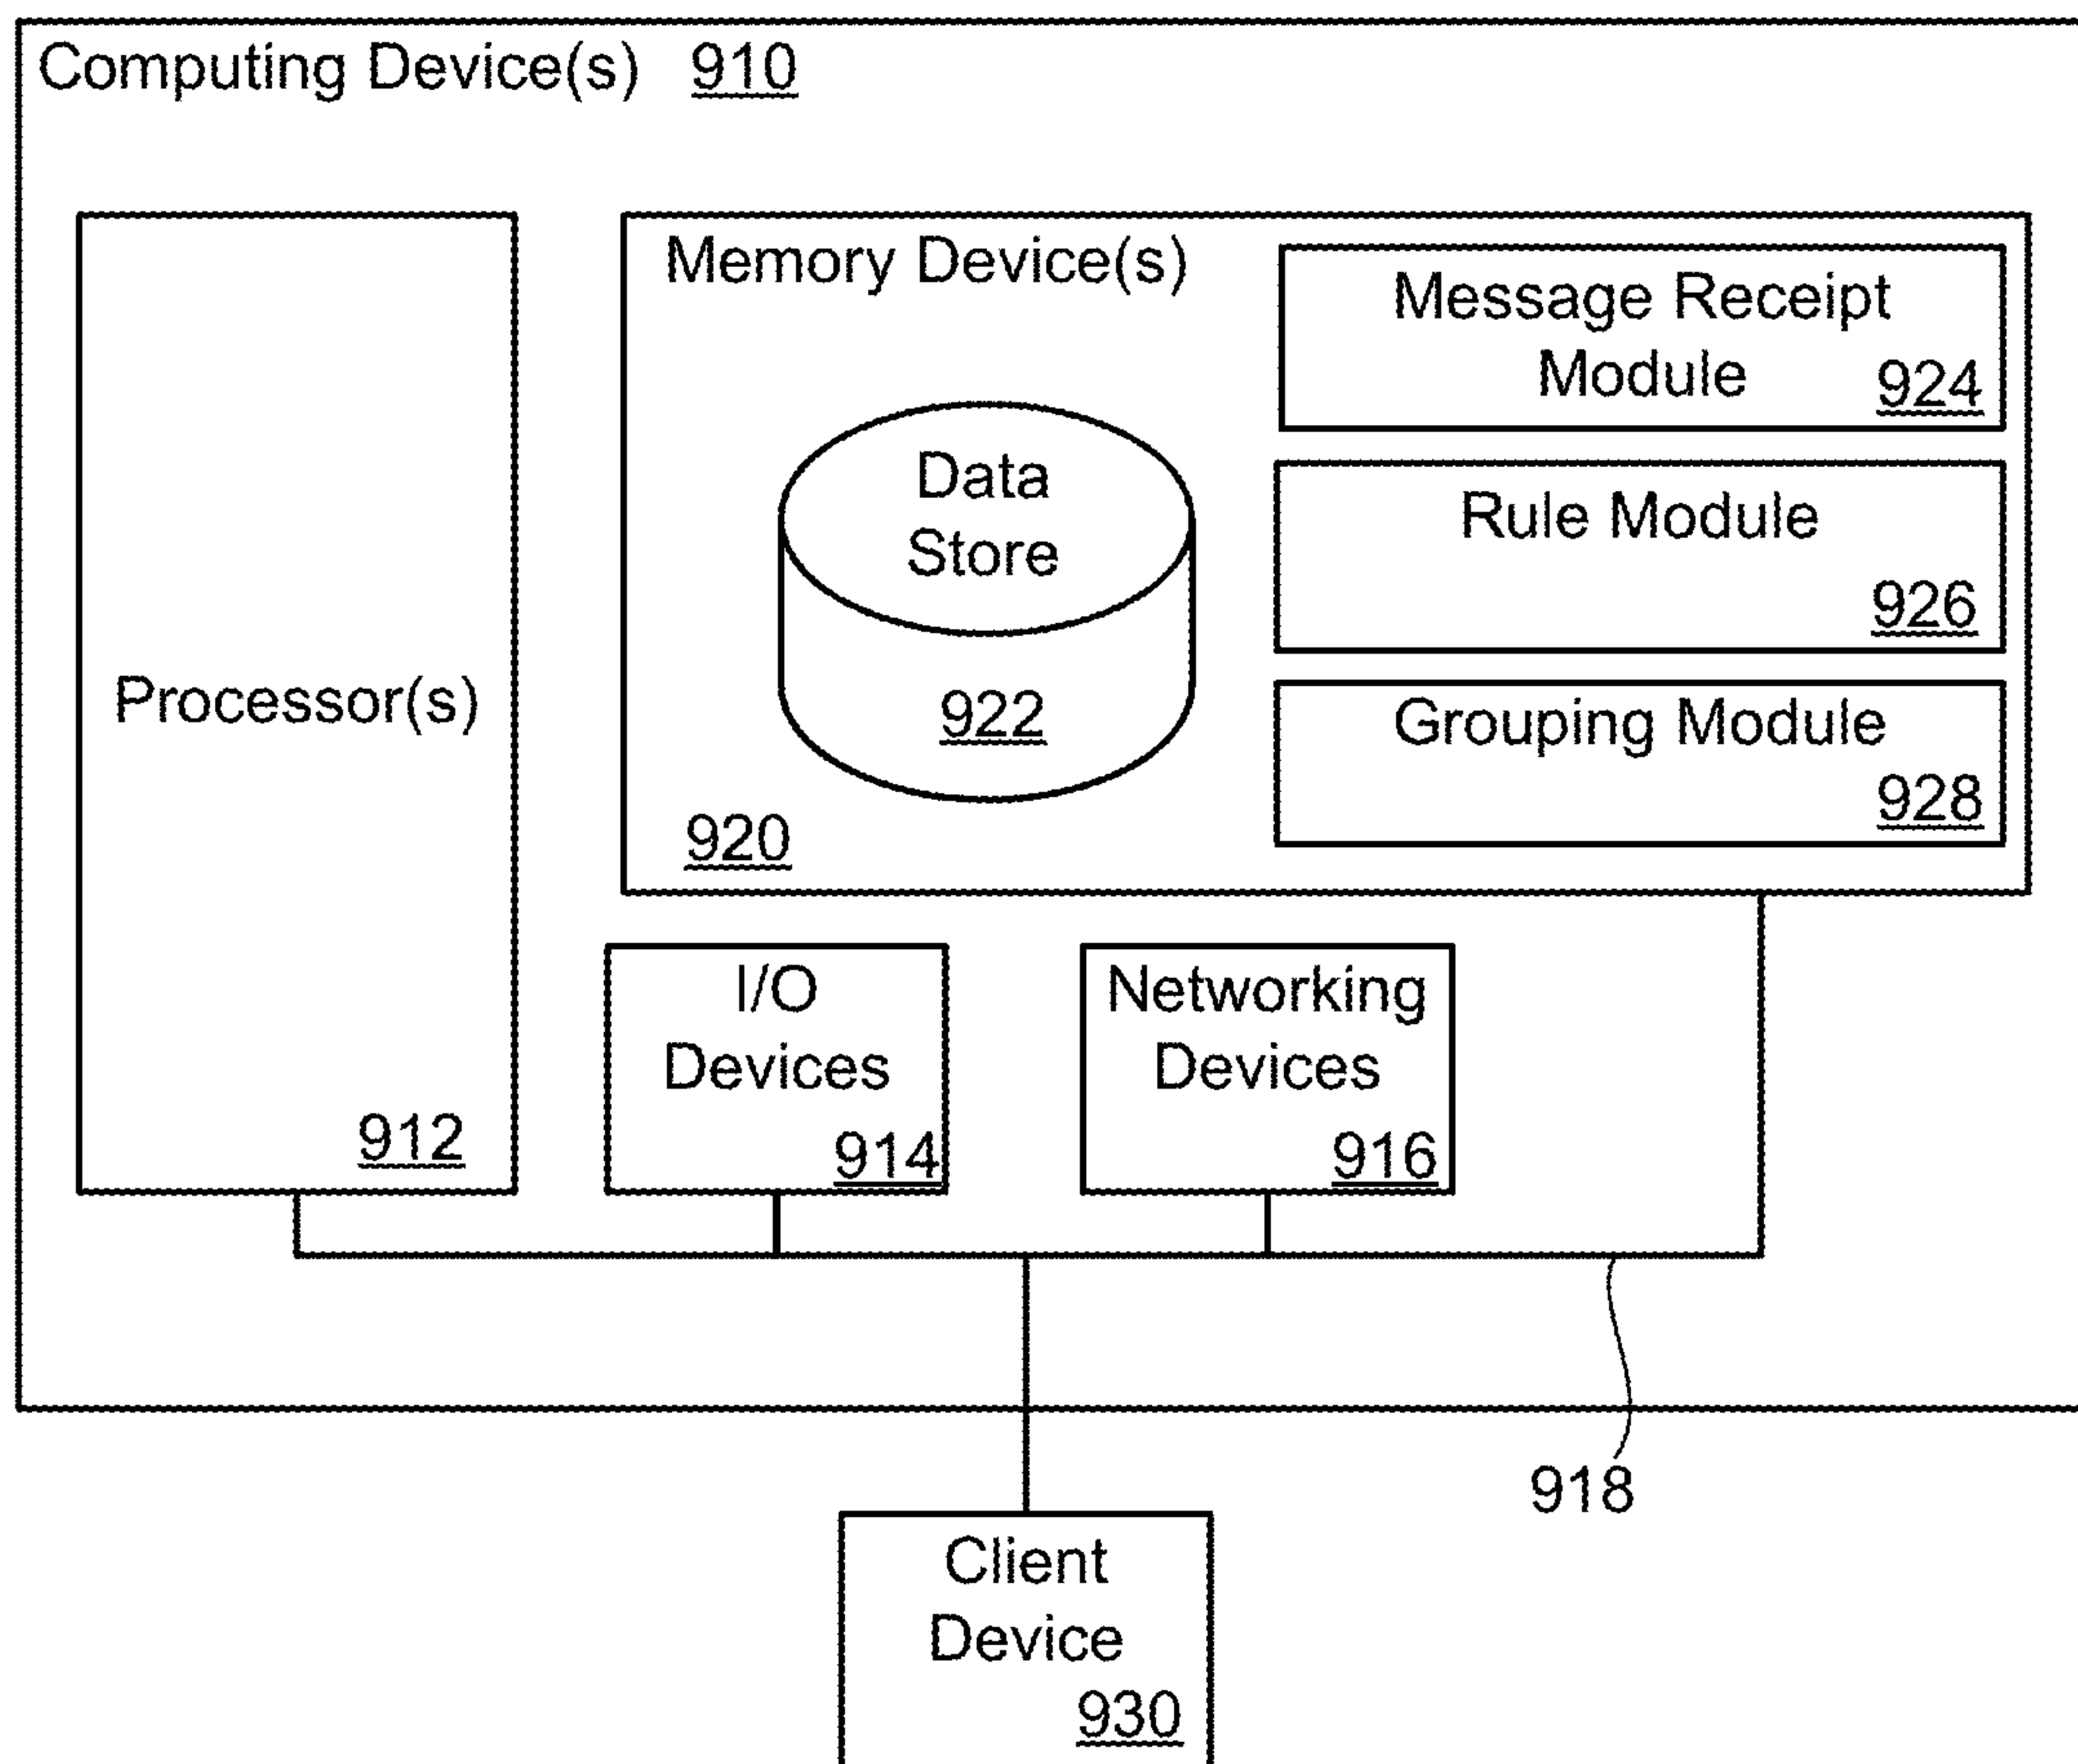 Computing Device(s) 910
Processor(s)
912
Memory Device(s)
Data
Store
922
920
Message Receipt
Module 924
Rule Module
926
Grouping Module
928
I/O
Devices
914
Networking
Devices
916
918
Client
Device
930